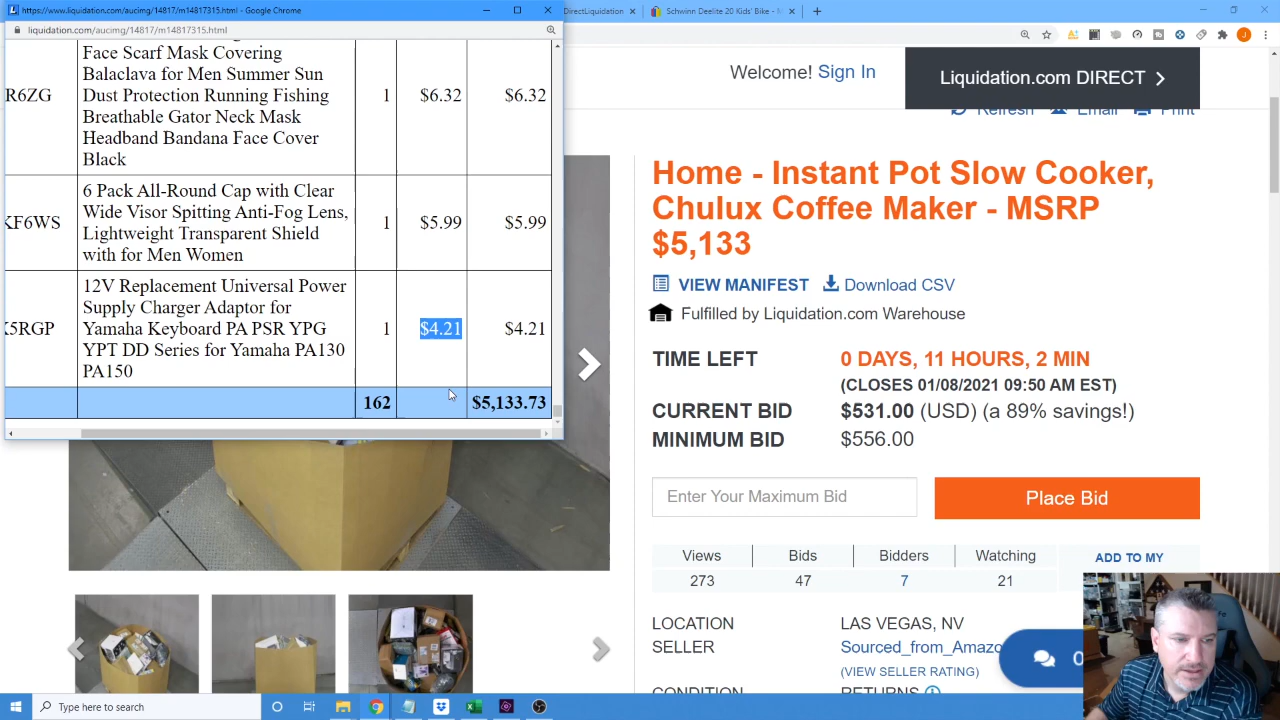 https://www.liquidation.com/aucimg/14817/m14817315.html - Google Chrome
DirectLiquidation
Schwinn Deelite 20 Kids' Bike - M
liquidation.com/aucimg/14817/m14817315.html
Welcome! Sign In
Liquidation.com DIRECT
Refresh Email Print
Face Scarf Mask Covering
Balaclava for Men Summer Sun
R6ZG Dust Protection Running Fishing 1 $6.32 $6.32
Breathable Gator Neck Mask
Headband Bandana Face Cover
Black
6 Pack All-Round Cap with Clear
KF6WS Wide Visor Spitting Anti-Fog Lens, 1 $5.99 $5.99
Lightweight Transparent Shield
with for Men Women
12V Replacement Universal Power
Supply Charger Adaptor for
X5RGP Yamaha Keyboard PA PSR YPG 1 $4.21 $4.21
YPT DD Series for Yamaha PA130
PA150
162 $5,133.73
Home - Instant Pot Slow Cooker,
Chulux Coffee Maker - MSRP
$5,133
VIEW MANIFEST Download CSV
Fulfilled by Liquidation.com Warehouse
TIME LEFT 0 DAYS, 11 HOURS, 2 MIN
(CLOSES 01/08/2021 09:50 AM EST)
CURRENT BID $531.00 (USD) (a 89% savings!)
MINIMUM BID $556.00
Enter Your Maximum Bid Place Bid
Views Bids Bidders Watching ADD TO MY
273 47 7 21
LOCATION LAS VEGAS, NV
SELLER Sourced_from_Amazo
(VIEW SELLER RATING)
CONDITION RETURNS
Type here to search